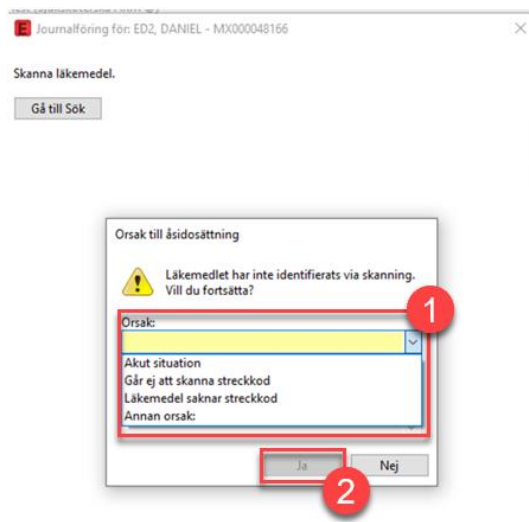 E Journalföring för: ED2, DANIEL - MX000048166
Skanna läkemedel.
Gå till Sök
Orsak till åsidosättning
Läkemedlet har inte identifierats via skanning.
Vill du fortsätta?
1
Orsak:
Akut situation
Går ej att skanna streckkod
Läkemedel saknar streckkod
Annan orsak:
Ja
Nej
2